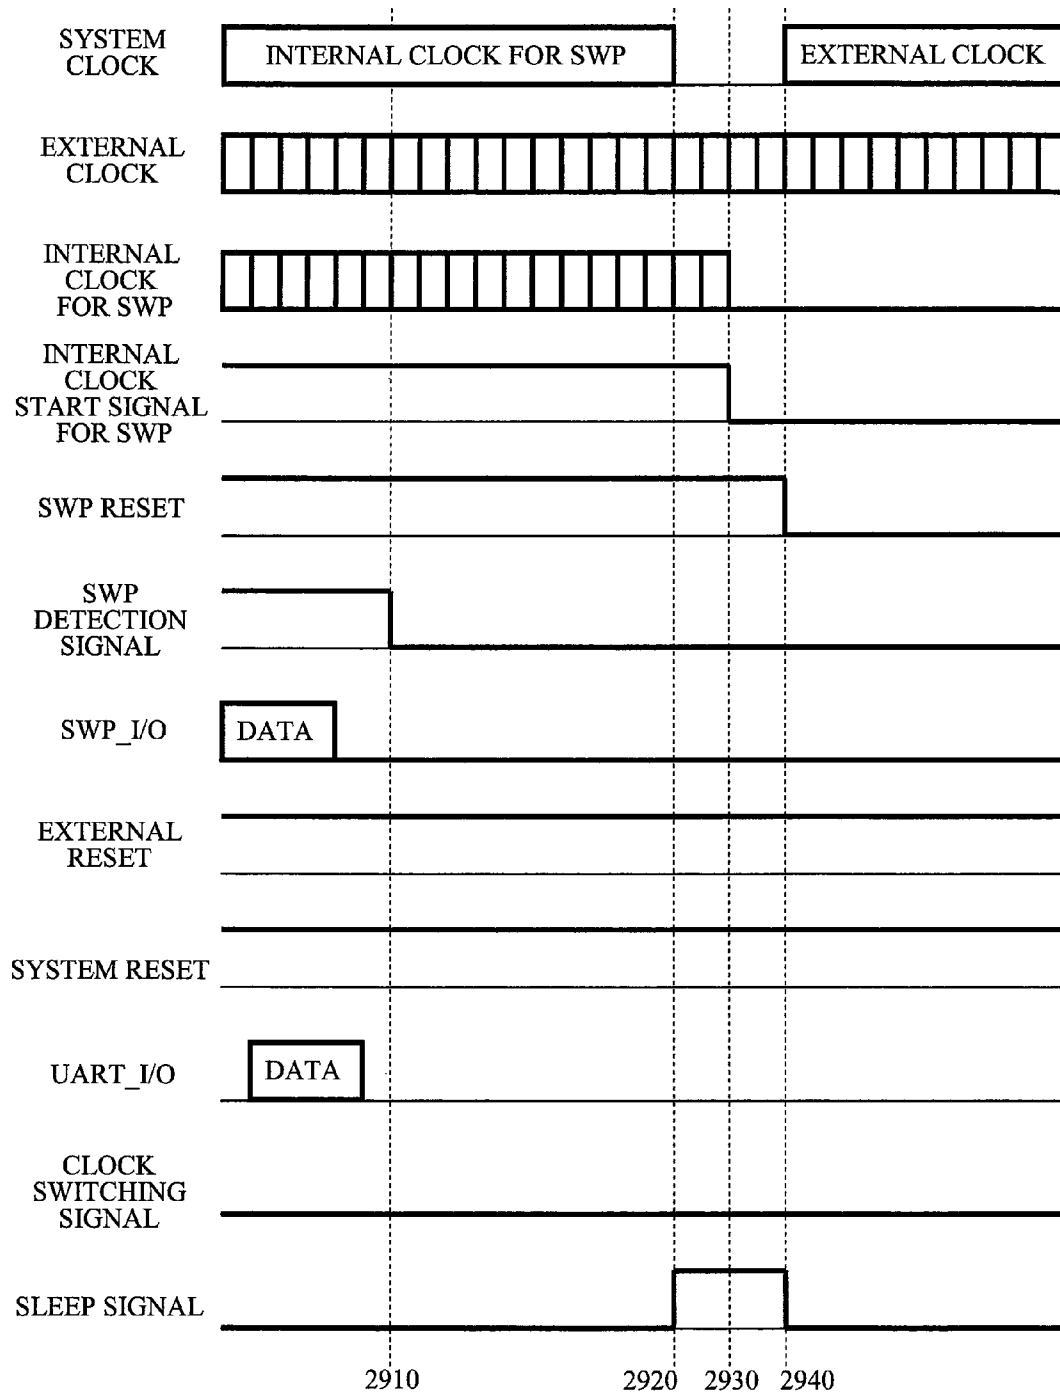 SYSTEM
CLOCK
INTERNAL CLOCK FOR SWP
EXTERNAL CLOCK
EXTERNAL
CLOCK
INTERNAL
CLOCK
FOR SWP
INTERNAL
CLOCK
START SIGNAL
FOR SWP
SWP RESET
SWP
DETECTION
SIGNAL
SWP_I/O
DATA
EXTERNAL
RESET
SYSTEM RESET
UART_I/O
DATA
CLOCK
SWITCHING
SIGNAL
SLEEP SIGNAL
2910 2920 2930 2940